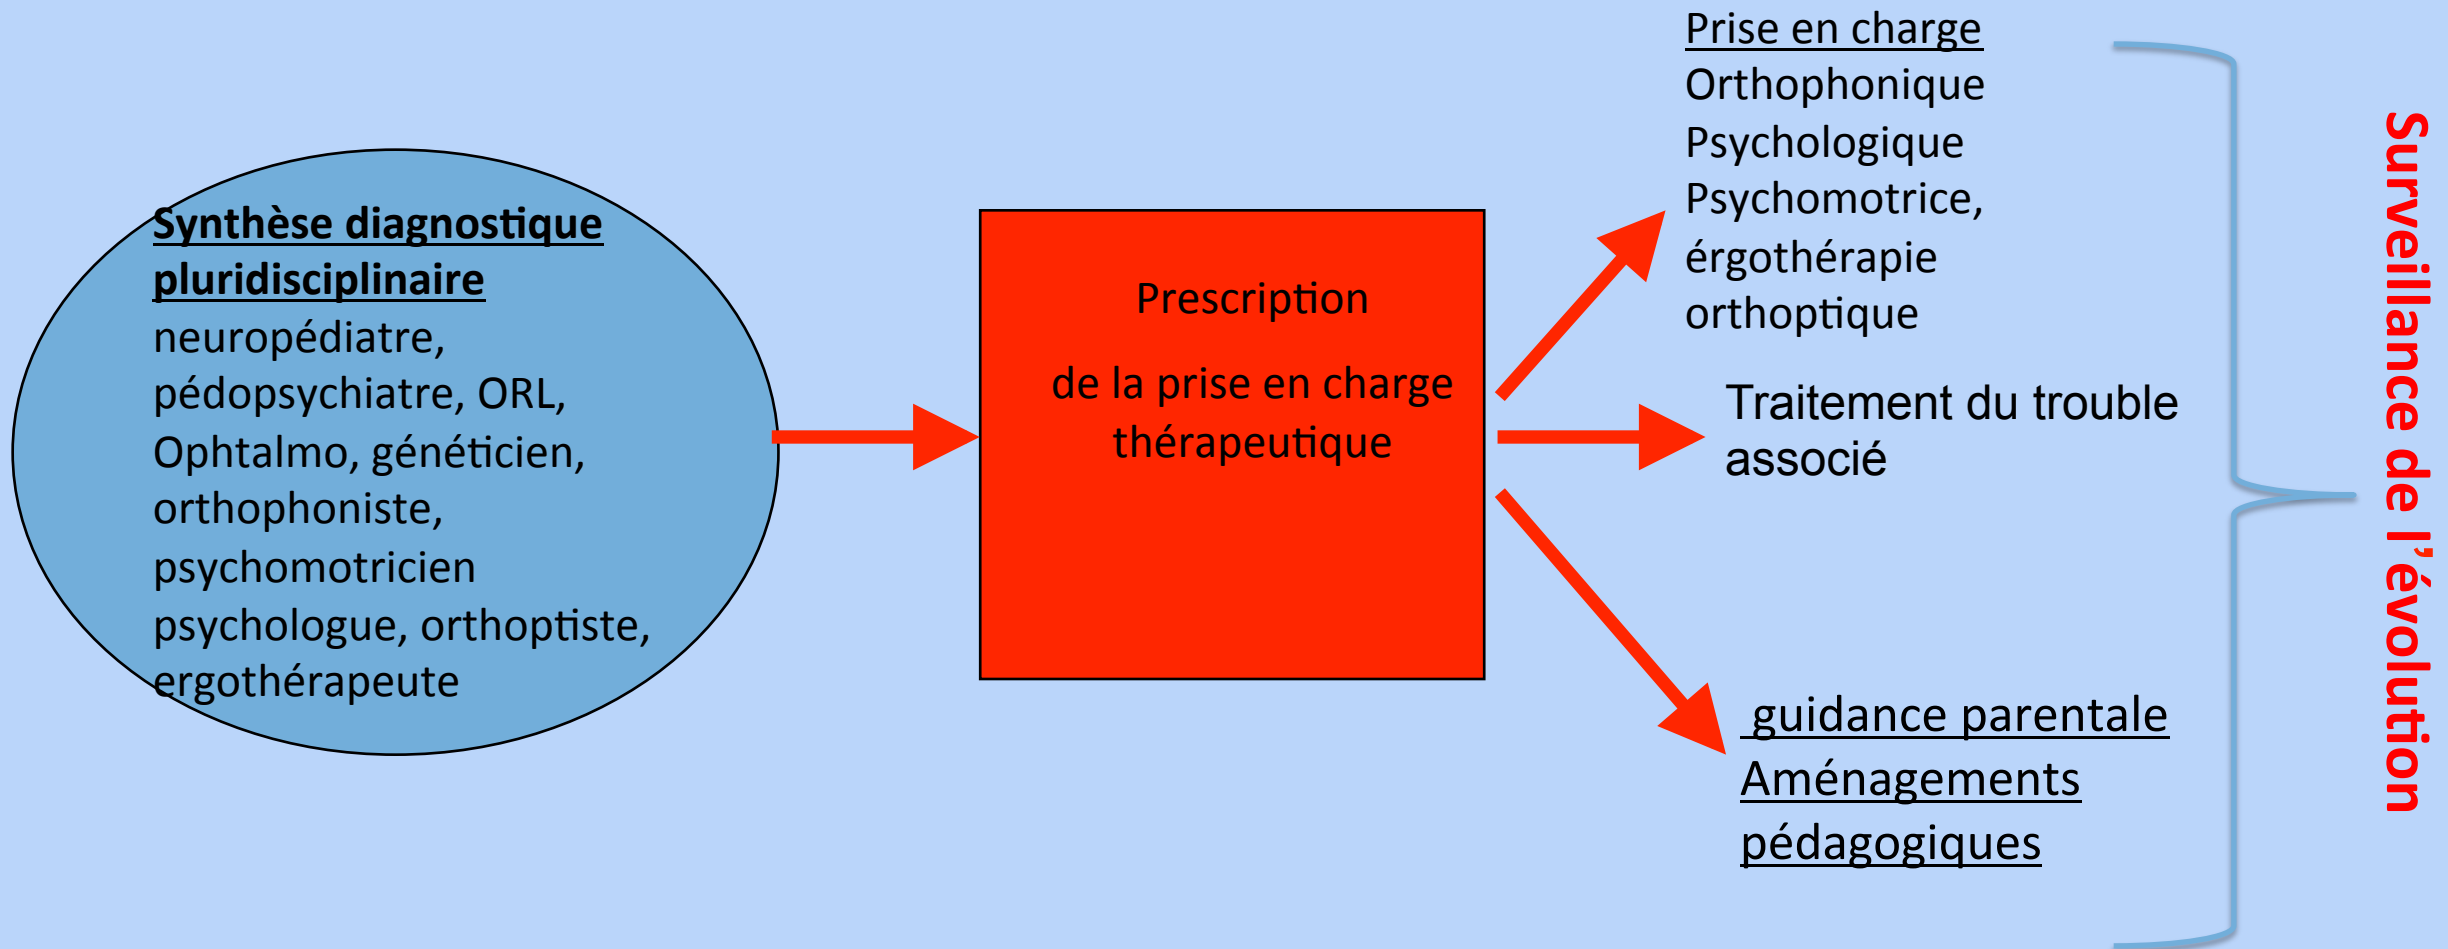 Synthèse diagnostique
pluridisciplinaire
neuropédiatre,
pédopsychiatre, ORL,
Ophtalmo, généticien,
orthophoniste,
psychomotricien
psychologue, orthoptiste,
ergothérapeute
Prescription
de la prise en charge
thérapeutique
Prise en charge
Orthophonique
Psychologique
Psychomotrice,
érgothérapie
orthoptique
Traitement du trouble
associé
guidance parentale
Aménagements
pédagogiques
Surveillance de l’évolution